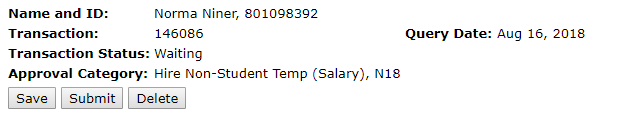 Name and ID: Norma Niner, 801098392
Transaction: 146086 Query Date: Aug 16, 2018
Transaction Status: Waiting
Approval Category: Hire Non-Student Temp (Salary), N18
Save Submit Delete